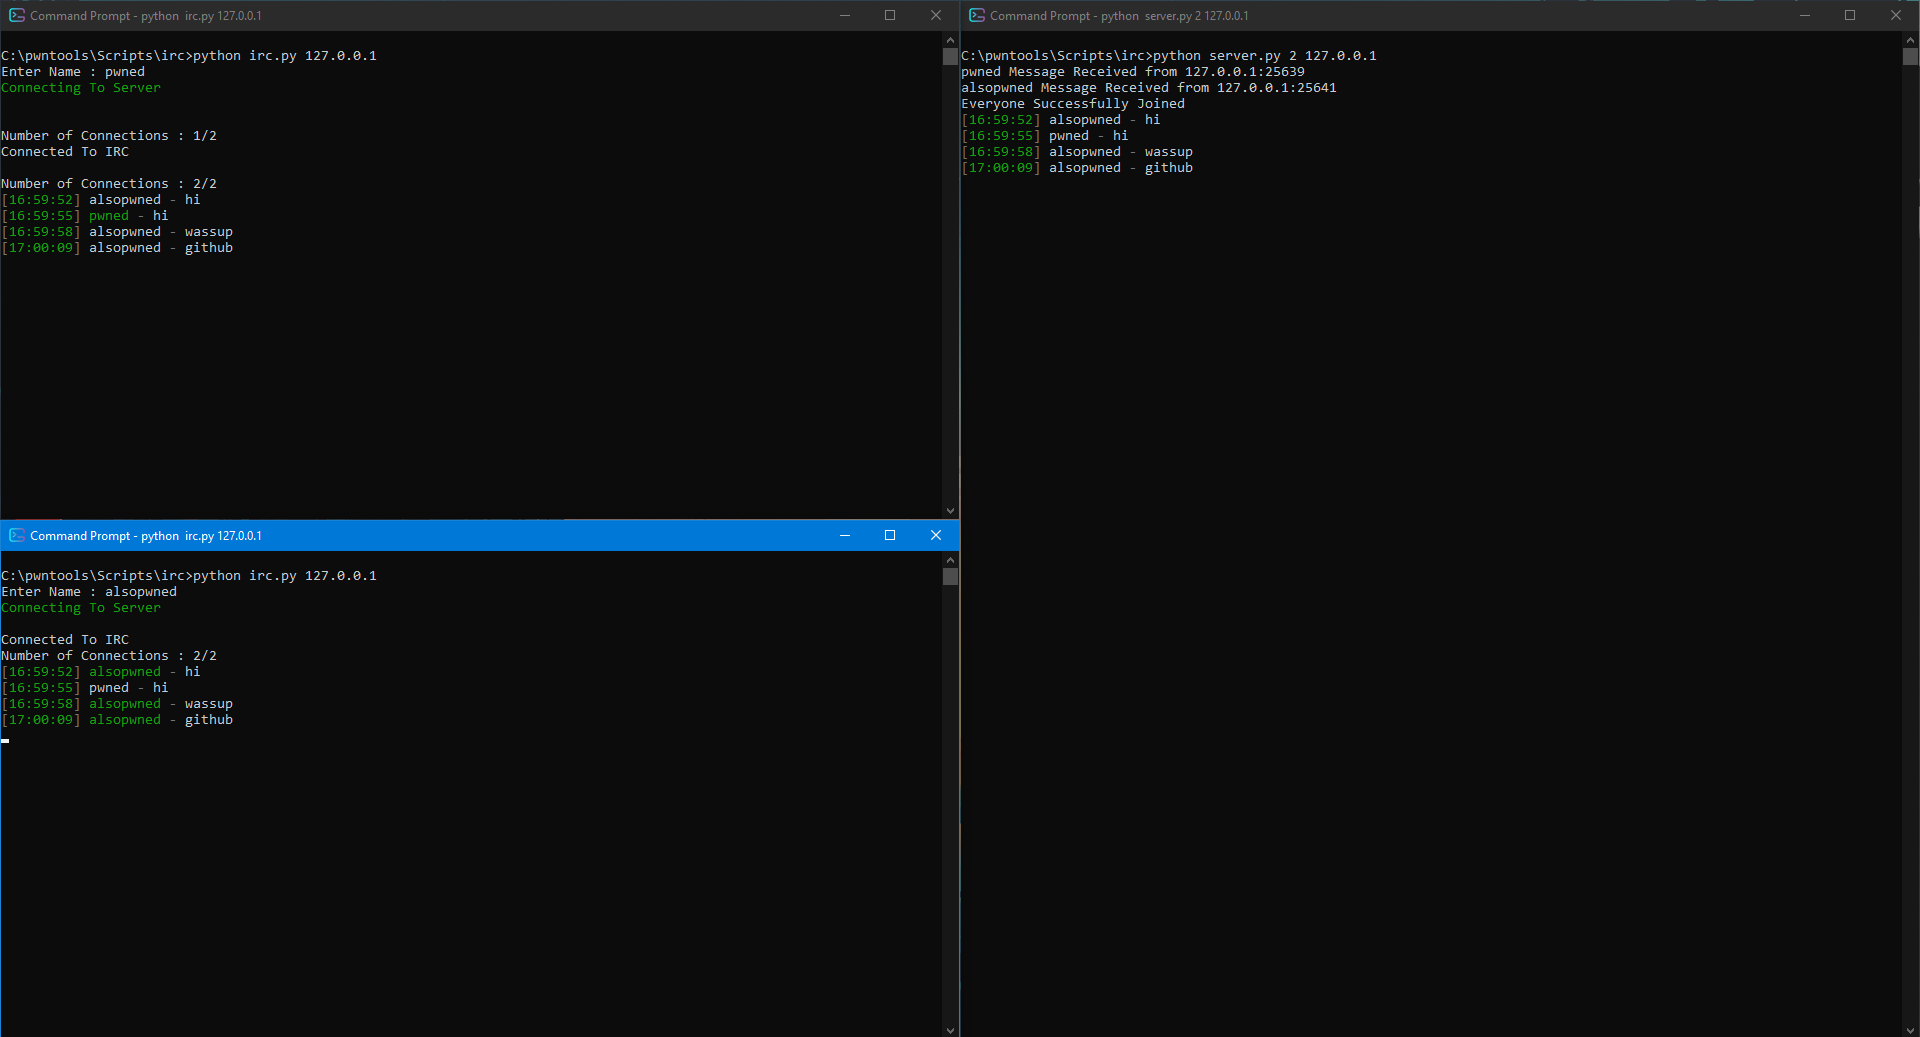 Command Prompt - python  irc.py 127.0.0.1
C:\pwntools\Scripts\irc>python irc.py 127.0.0.1
Enter Name : pwned
Connecting To Server
Number of Connections : 1/2
Connected To IRC
Number of Connections : 2/2
[16:59:52] alsopwned - hi
[16:59:55] pwned - hi
[16:59:58] alsopwned - wassup
[17:00:09] alsopwned - github
Command Prompt - python  irc.py 127.0.0.1
C:\pwntools\Scripts\irc>python irc.py 127.0.0.1
Enter Name : alsopwned
Connecting To Server
Connected To IRC
Number of Connections : 2/2
[16:59:52] alsopwned - hi
[16:59:55] pwned - hi
[16:59:58] alsopwned - wassup
[17:00:09] alsopwned - github
Command Prompt - python  server.py 2 127.0.0.1
C:\pwntools\Scripts\irc>python server.py 2 127.0.0.1
pwned Message Received from 127.0.0.1:25639
alsopwned Message Received from 127.0.0.1:25641
Everyone Successfully Joined
[16:59:52] alsopwned - hi
[16:59:55] pwned - hi
[16:59:58] alsopwned - wassup
[17:00:09] alsopwned - github